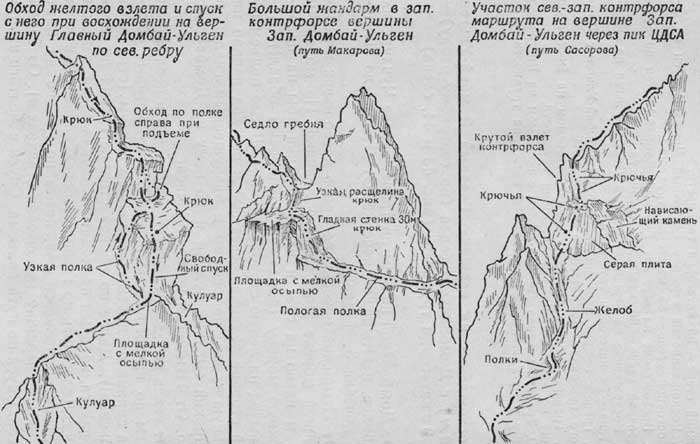 Обход желтого взлета и спуск
с него при восхождении на вер-
шину Главный Домбай-Ульген
по сев. ребру
Крюк
Обход по полке
справа при
подъеме
Крюк
Узкая полка
Свобод-
ный спуск
Кулуар
Площадка
с мелкой
осыпью
Кулуар
Большой жандарм в зап.
контрфорсе вершины
Зап. Домбай-Ульген
(путь Макарова)
Седло гребня
Узкая расщелина
крюк
Гладкая стенка 30м
крюк
Площадка с мелкой
осыпью
Пологая полка
Участок сев.-зап. контрфорса
маршрута на вершине Зап.
Домбай-Ульген через пик ЦДСА
(путь Сасорова)
Крутой взлет
контрфорса
Крючья
Крючья
Нависаю-
щий камень
Серая плита
Желоб
Полки